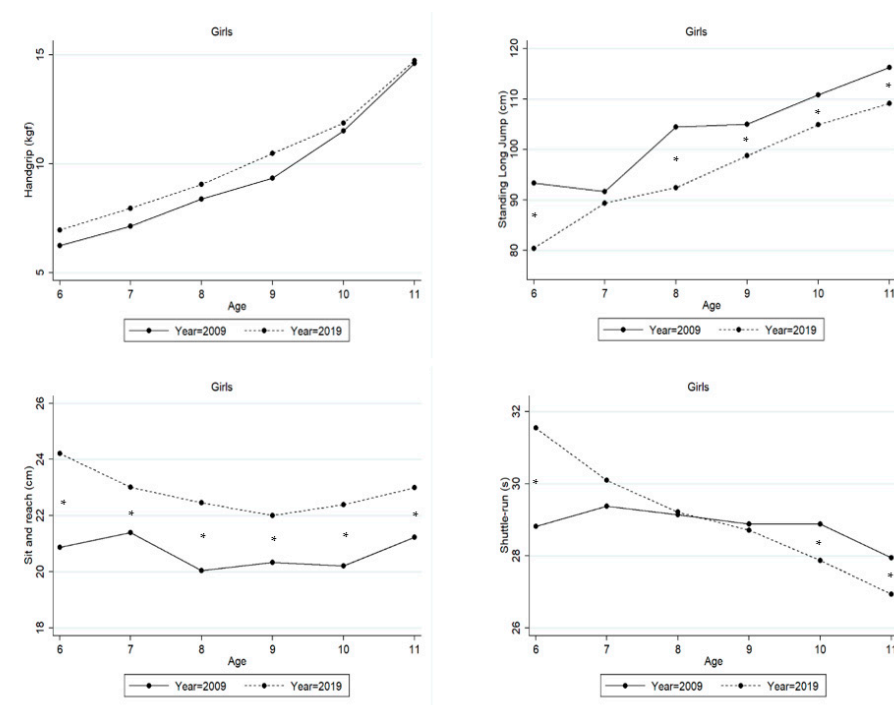 Girls
Handgrip (kgf)
15
10
5
6 7 8 9 10 11
Age
Year=2009 Year=2019
Girls
Standing Long Jump (cm)
120
110
100
90
80
* * * * *
6 7 8 9 10 11
Age
Year=2009 Year=2019
Girls
Sit and reach (cm)
26
24
22
20
18
* * * * * *
6 7 8 9 10 11
Age
Year=2009 Year=2019
Girls
Shuttle-run (s)
32
30
28
26
* * *
6 7 8 9 10 11
Age
Year=2009 Year=2019